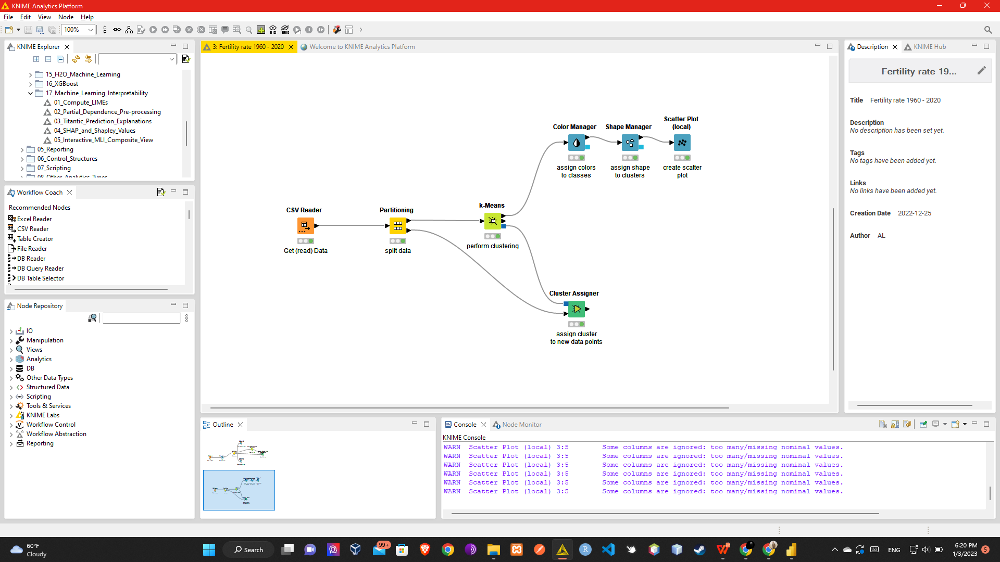 KNIME Analytics Platform
File Edit View Node Help
100%
#ID
NAME
KNIME Explorer
15_H2O_Machine_Learning
16_XGBoost
17_Machine_Learning_Interpretability
01_Compute_LIMEs
02_Partial_Dependence_Pre-processing
03_Titantic_Prediction_Explanations
04_SHAP_and_Shapley_Values
05_Interactive_MLI_Composite_View
05_Reporting
06_Control_Structures
07_Scripting
08_Other_Analytics_Types
Workflow Coach
Recommended Nodes
Excel Reader
CSV Reader
Table Creator
File Reader
DB Reader
DB Query Reader
DB Table Selector
Node Repository
IO
Manipulation
Views
Analytics
DB
Other Data Types
Structured Data
Scripting
Tools & Services
KNIME Labs
Workflow Control
Workflow Abstraction
Reporting
3: Fertility rate 1960 - 2020
Welcome to KNIME Analytics Platform
CSV Reader
Get (read) Data
Partitioning
split data
k-Means
perform clustering
Color Manager
assign colors
to classes
Shape Manager
assign shape
to clusters
Scatter Plot
(local)
create scatter
plot
Cluster Assigner
assign cluster
to new data points
Description
KNIME Hub
Fertility rate 19...
Title Fertility rate 1960 - 2020
Description
No description has been set yet.
Tags
No tags have been added yet.
Links
No links have been added yet.
Creation Date 2022-12-25
Author AL
Outline
Console
Node Monitor
KNIME Console
WARN Scatter Plot (local) 3:5 Some columns are ignored: too many/missing nominal values.
WARN Scatter Plot (local) 3:5 Some columns are ignored: too many/missing nominal values.
WARN Scatter Plot (local) 3:5 Some columns are ignored: too many/missing nominal values.
WARN Scatter Plot (local) 3:5 Some columns are ignored: too many/missing nominal values.
WARN Scatter Plot (local) 3:5 Some columns are ignored: too many/missing nominal values.
WARN Scatter Plot (local) 3:5 Some columns are ignored: too many/missing nominal values.
60°F
Cloudy
Search
99+
ENG
6:20 PM
1/3/2023
5